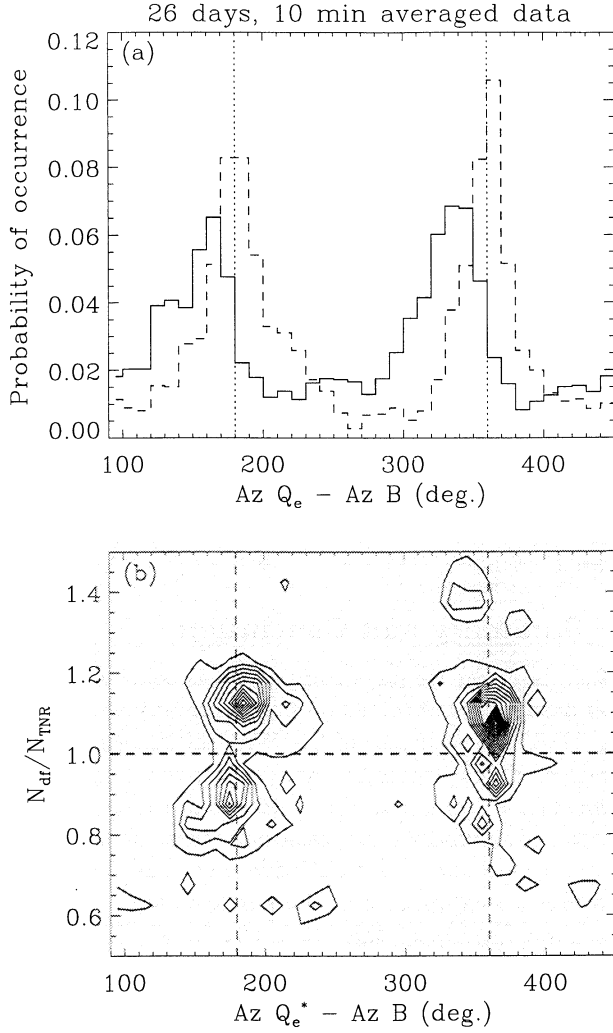 26 days, 10 min averaged data
(a)
Probability of occurrence
0.12
0.10
0.08
0.06
0.04
0.02
0.00
100 200 300 400
Az Qe − Az B (deg.)
(b)
Ndf/NTNR
1.4
1.2
1.0
0.8
0.6
100 200 300 400
Az Qe* − Az B (deg.)